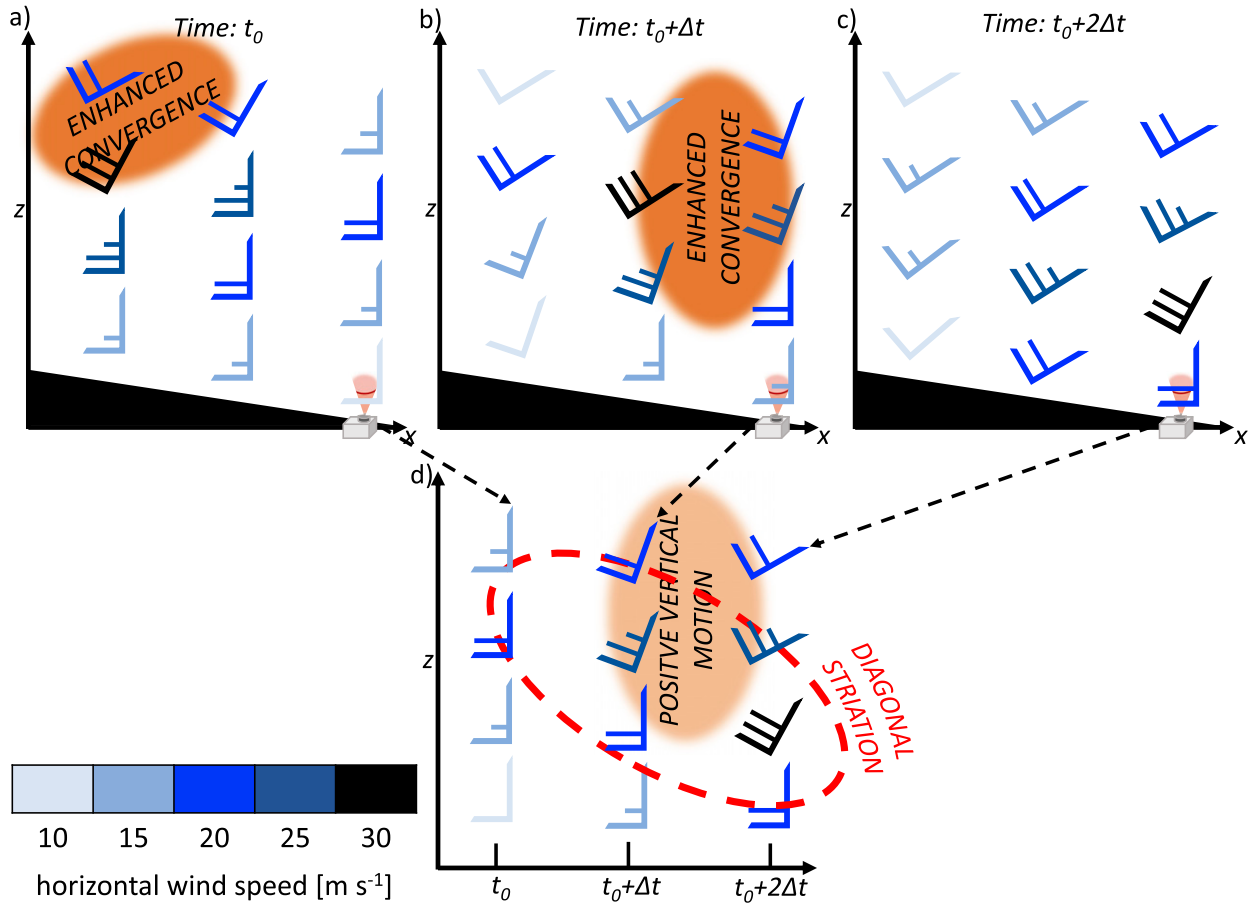 a)
Time: t0
ENHANCED
CONVERGENCE
z
x
b)
Time: t0+Δt
ENHANCED
CONVERGENCE
z
x
c)
Time: t0+2Δt
z
x
d)
POSITIVE VERTICAL
MOTION
DIAGONAL
STRIATION
z
t0
t0+Δt
t0+2Δt
10 15 20 25 30
horizontal wind speed [m s-1]